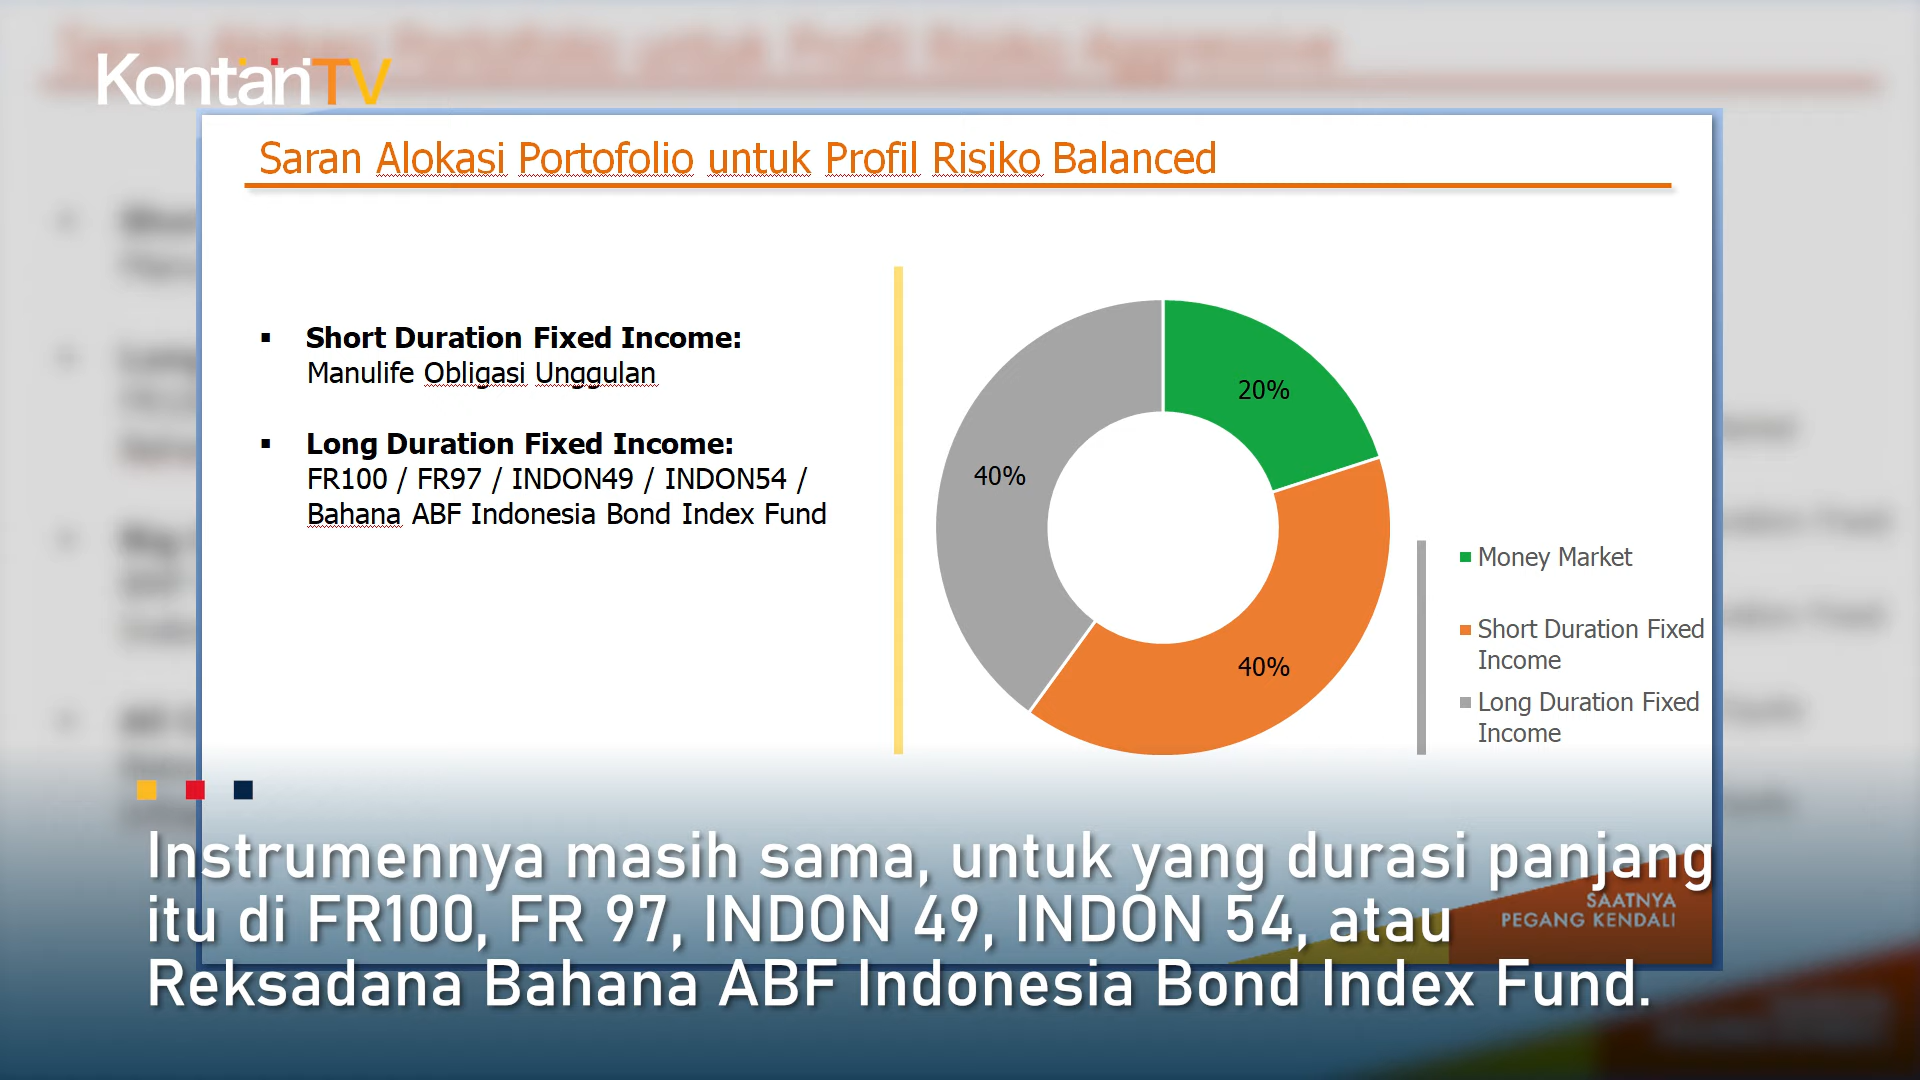 KontanTV
Saran Alokasi Portofolio untuk Profil Risiko Balanced
▪ Short Duration Fixed Income:
Manulife Obligasi Unggulan
▪ Long Duration Fixed Income:
FR100 / FR97 / INDON49 / INDON54 /
Bahana ABF Indonesia Bond Index Fund
20%
40%
40%
Money Market
Short Duration Fixed
Income
Long Duration Fixed
Income
Instrumennya masih sama, untuk yang durasi panjang
itu di FR100, FR 97, INDON 49, INDON 54, atau
Reksadana Bahana ABF Indonesia Bond Index Fund.
SAATNYA
PEGANG KENDALI